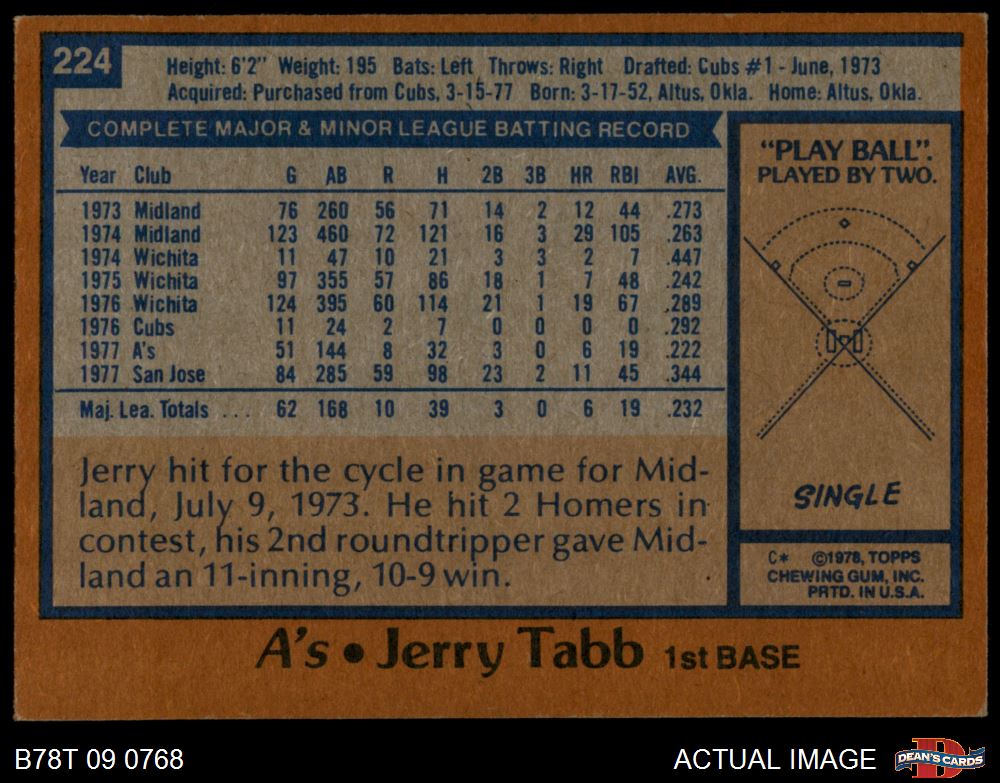 224
Height: 6'2" Weight: 195 Bats: Left Throws: Right Drafted: Cubs #1 - June, 1973
Acquired: Purchased from Cubs, 3-15-77 Born: 3-17-52, Altus, Okla. Home: Altus, Okla.
COMPLETE MAJOR & MINOR LEAGUE BATTING RECORD
Year Club G AB R H 2B 3B HR RBI AVG.
1973 Midland 76 260 56 71 14 2 12 44 .273
1974 Midland 123 460 72 121 16 3 29 105 .263
1974 Wichita 11 47 10 21 3 3 2 7 .447
1975 Wichita 97 355 57 86 18 1 7 48 .242
1976 Wichita 124 395 60 114 21 1 19 67 .289
1976 Cubs 11 24 2 7 0 0 0 0 .292
1977 A's 51 144 8 32 3 0 6 19 .222
1977 San Jose 84 285 59 98 23 2 11 45 .344
Maj. Lea. Totals ... 62 168 10 39 3 0 6 19 .232
Jerry hit for the cycle in game for Mid-
land, July 9, 1973. He hit 2 Homers in
contest, his 2nd roundtripper gave Mid-
land an 11-inning, 10-9 win.
"PLAY BALL".
PLAYED BY TWO.
SINGLE
C* ©1978, TOPPS
CHEWING GUM, INC.
PRTD. IN U.S.A.
A's • Jerry Tabb 1st BASE
B78T 09 0768
ACTUAL IMAGE
D
DEAN'S CARDS